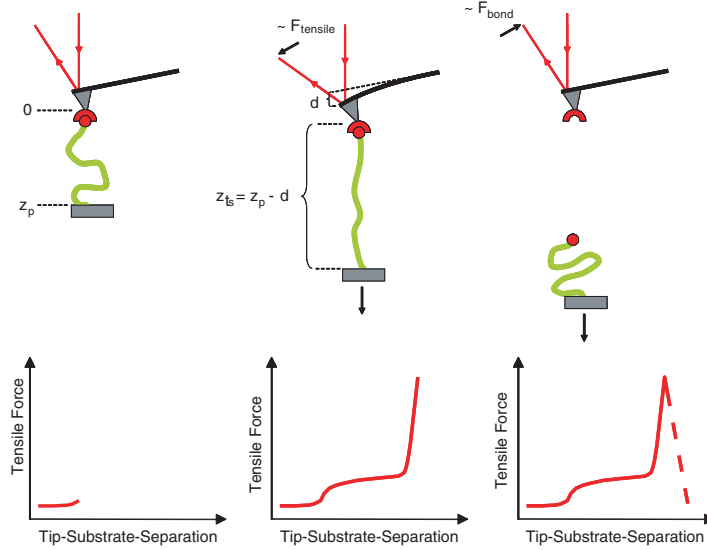 ~ F_tensile
~ F_bond
d
0
z_ts = z_p - d
z_p
Tensile Force
Tensile Force
Tensile Force
Tip-Substrate-Separation
Tip-Substrate-Separation
Tip-Substrate-Separation